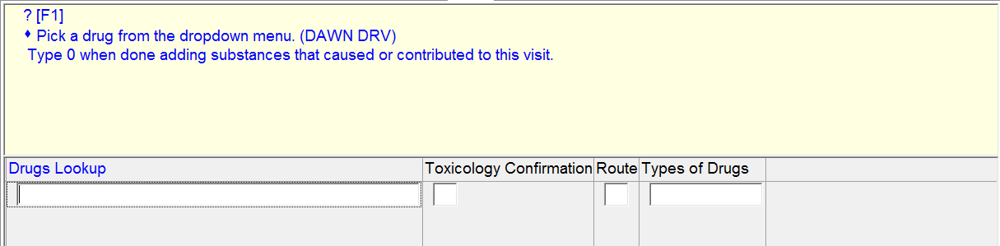 ? [F1]
♦ Pick a drug from the dropdown menu. (DAWN DRV)
Type 0 when done adding substances that caused or contributed to this visit.
Drugs Lookup Toxicology Confirmation Route Types of Drugs